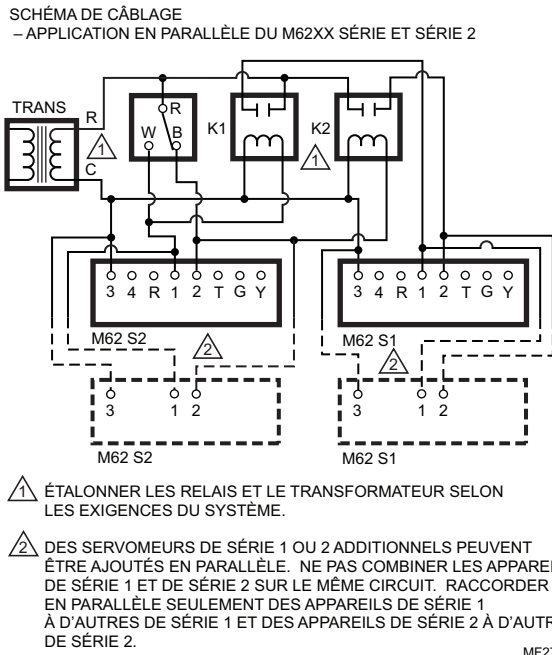 SCHÉMA DE CÂBLAGE
– APPLICATION EN PARALLÈLE DU M62XX SÉRIE ET SÉRIE 2
TRANS
R
1
C
R
W B
K1
1
K2
3 4 R 1 2 T G Y
M62 S2
2
3 4 R 1 2 T G Y
M62 S1
2
3 1 2
M62 S2
3 1 2
M62 S1
1 ÉTALONNER LES RELAIS ET LE TRANSFORMATEUR SELON
LES EXIGENCES DU SYSTÈME.
2 DES SERVOMEURS DE SÉRIE 1 OU 2 ADDITIONNELS PEUVENT
ÊTRE AJOUTÉS EN PARALLÈLE. NE PAS COMBINER LES
DE SÉRIE 1 ET DE SÉRIE 2 SUR LE MÊME CIRCUIT. RACCORDER
EN PARALLÈLE SEULEMENT DES APPAREILS DE SÉRIE 1
À D'AUTRES DE SÉRIE 1 ET DES APPAREILS DE SÉRIE 2 À
DE SÉRIE 2.